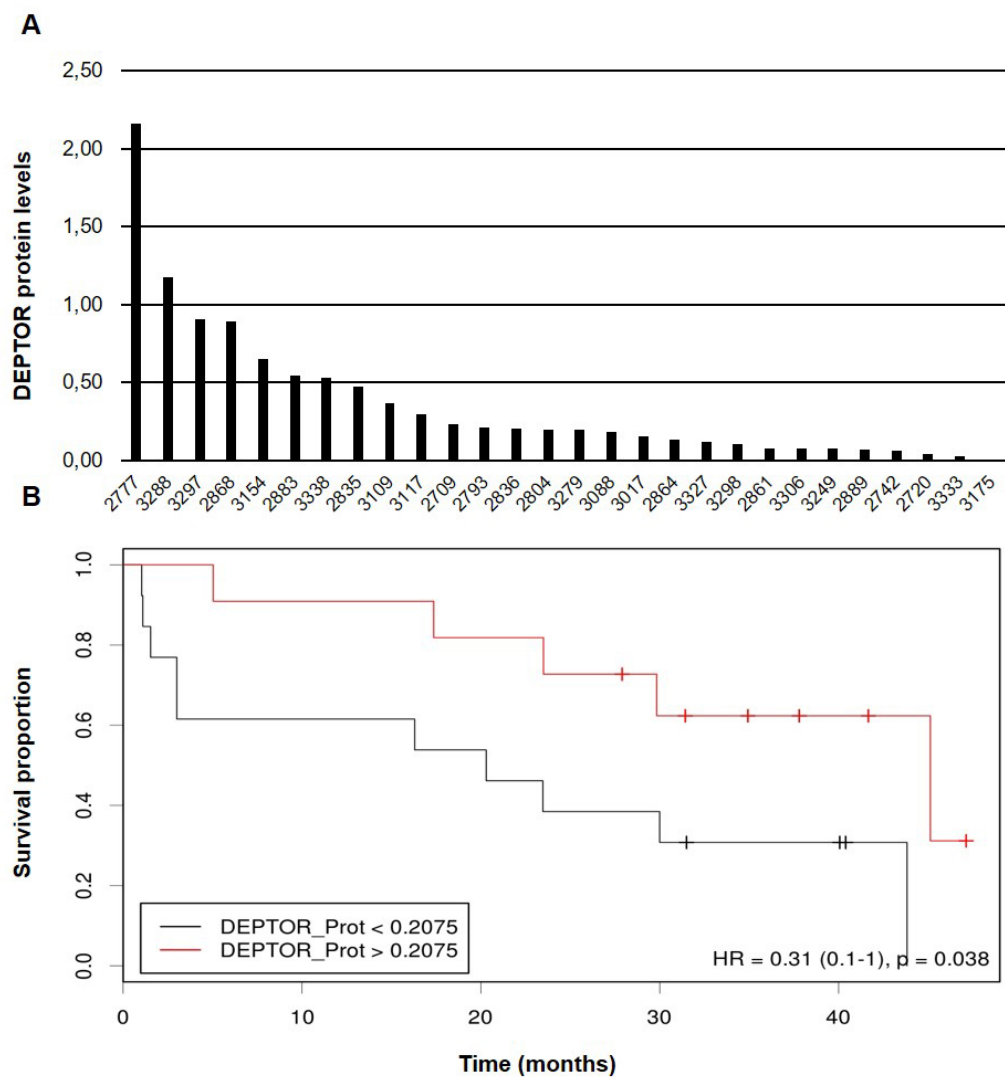 A
DEPTOR protein levels
2,50
2,00
1,50
1,00
0,50
0,00
2777 3288 3297 2868 3154 2883 3338 2835 3109 3117 2709 2793 2836 2804 3279 3088 3017 2864 3327 3298 2861 3306 3249 2889 2742 2720 3333 3175
B
Survival proportion
1.0
0.8
0.6
0.4
0.2
0.0
DEPTOR_Prot < 0.2075
DEPTOR_Prot > 0.2075
HR = 0.31 (0.1-1), p = 0.038
0 10 20 30 40
Time (months)